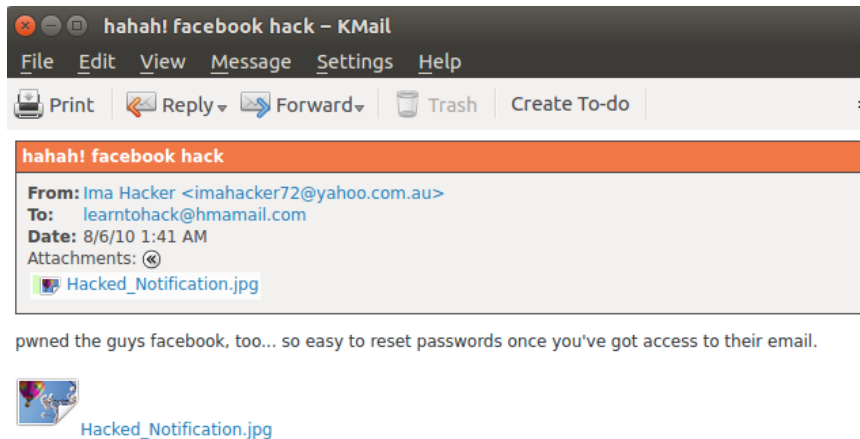 hahah! facebook hack – KMail
File Edit View Message Settings Help
Print Reply Forward Trash Create To-do
hahah! facebook hack
From: Ima Hacker <imahacker72@yahoo.com.au>
To: learntohack@hmamail.com
Date: 8/6/10 1:41 AM
Attachments:
Hacked_Notification.jpg
pwned the guys facebook, too... so easy to reset passwords once you've got access to their email.
Hacked_Notification.jpg